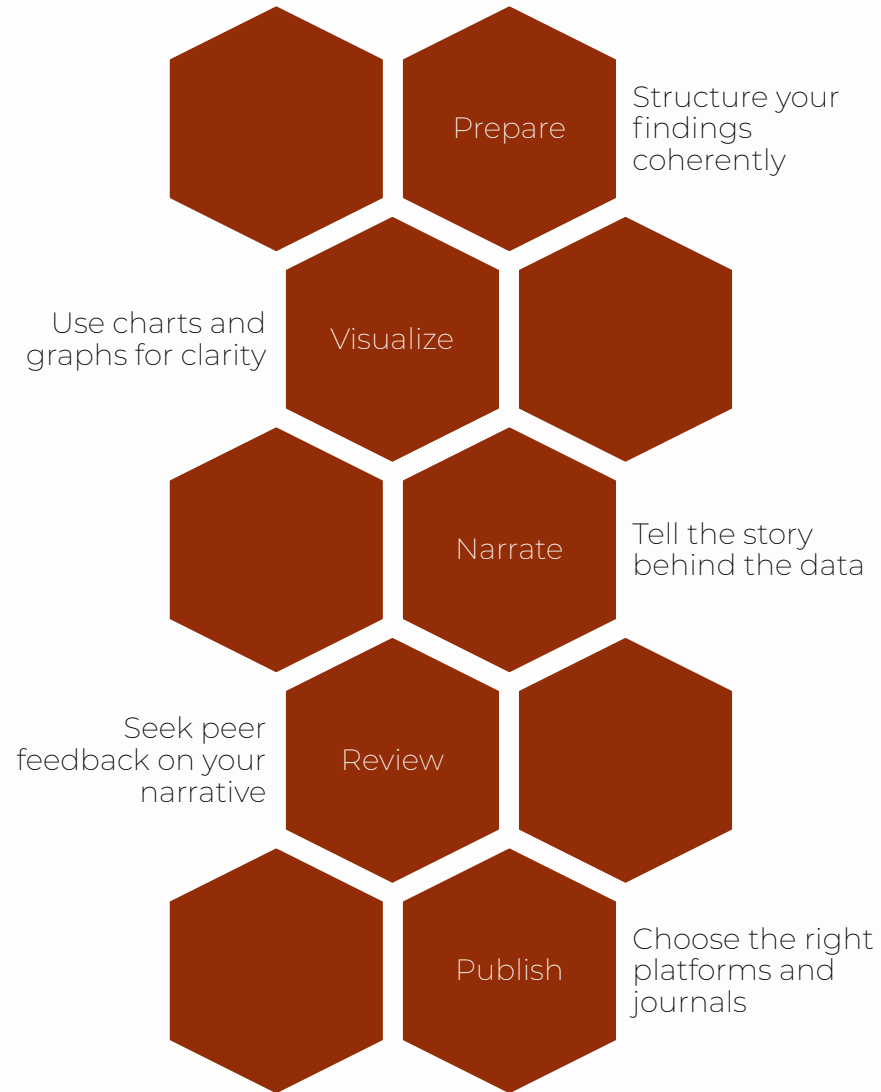 Prepare
Structure your
findings
coherently
Use charts and
graphs for clarity
Visualize
Narrate
Tell the story
behind the data
Seek peer
feedback on your
narrative
Review
Publish
Choose the right
platforms and
journals